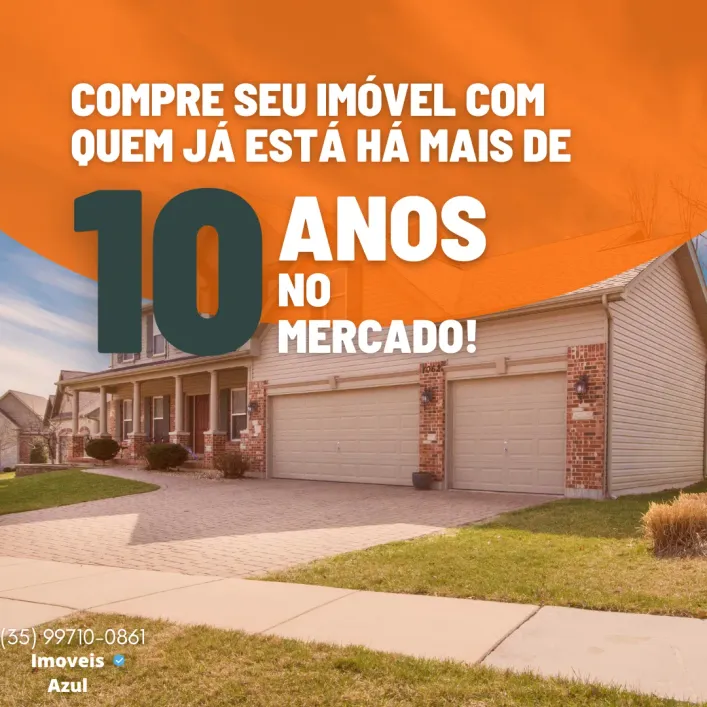 COMPRE SEU IMÓVEL COM
QUEM JÁ ESTÁ HÁ MAIS DE
10 ANOS
NO
MERCADO!
1063
(35) 99710-0861
Imoveis
Azul